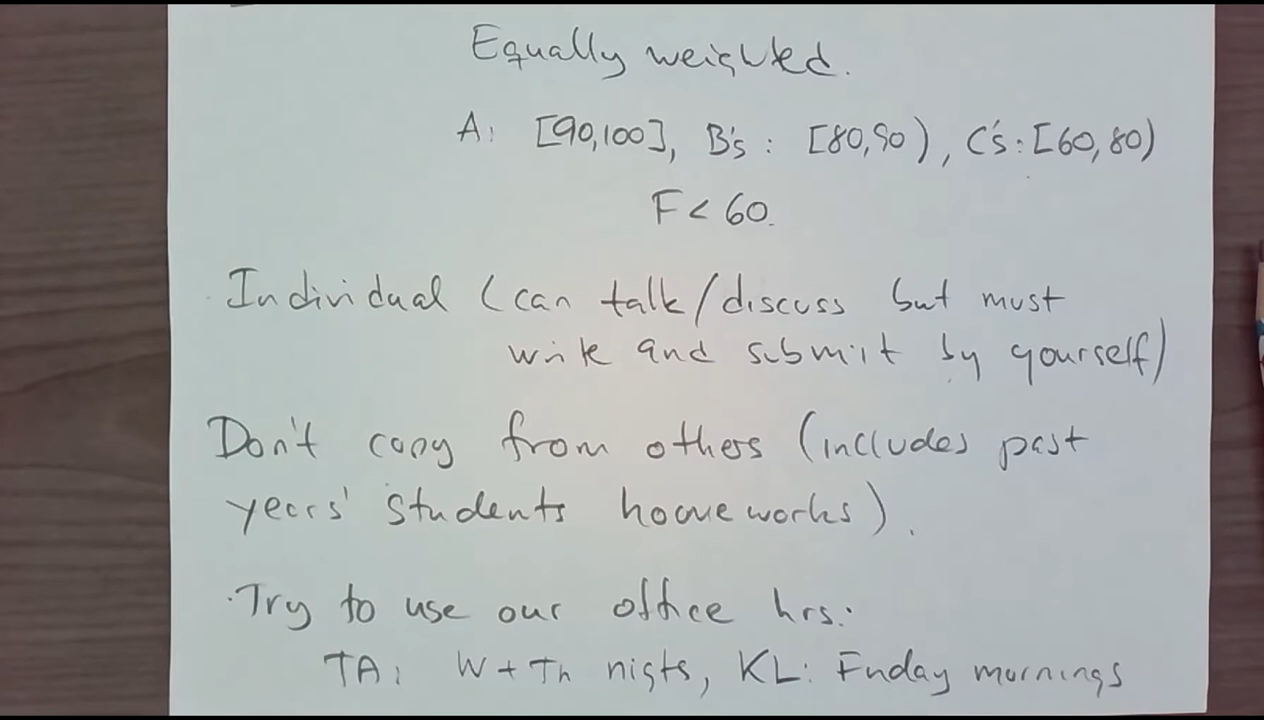 Equally weighted.
A: [90,100], B's: [80,90), C's: [60,80)
F < 60.
Individual (can talk/discuss but must
write and submit by yourself)
Don't copy from others (includes past
years' students homeworks).
Try to use our office hrs:
TA: W + Th nights, KL: Friday mornings